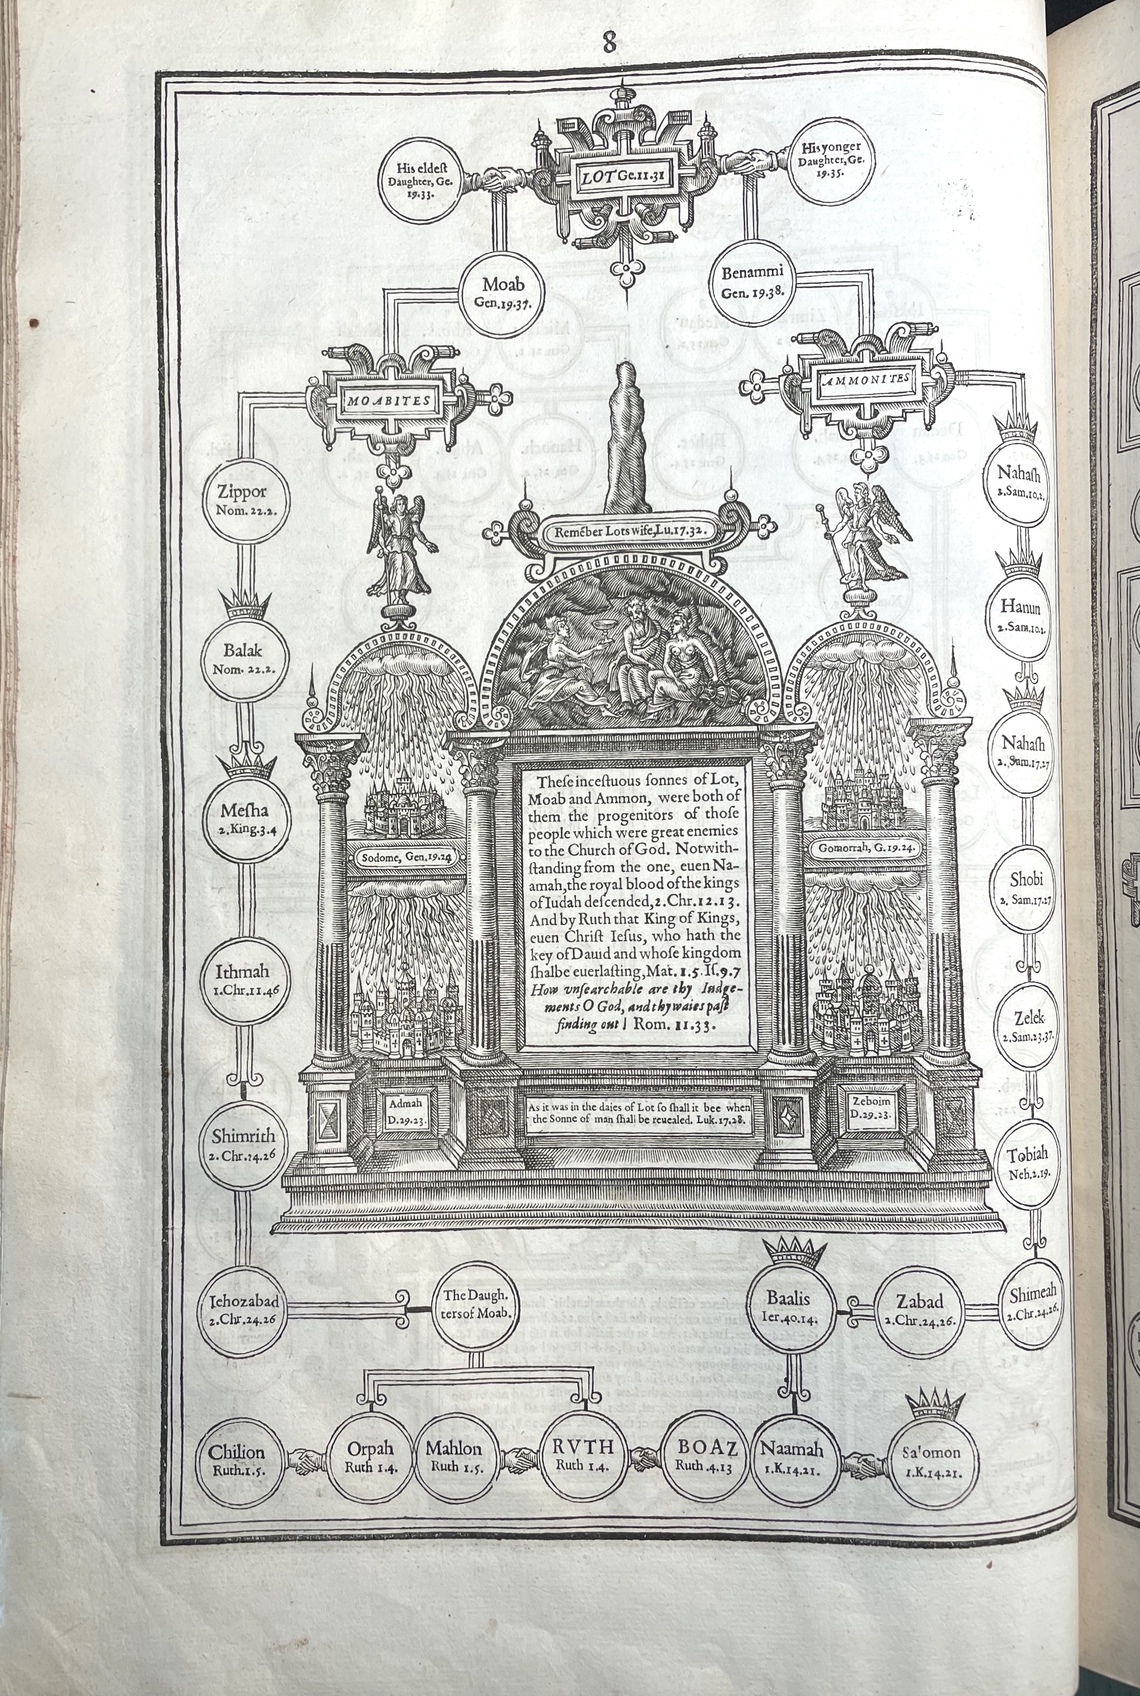 8
His eldeſt
Daughter, Ge.
19.33.
LOT Ge.11.31
His yonger
Daughter, Ge.
19.35.
Moab
Gen.19.37.
Benammi
Gen. 19.38.
MOABITES
AMMONITES
Zippor
Nom. 22.2.
Balak
Nom. 22.2.
Meſha
2.King.3.4
Ithmah
1.Chr.11.46
Shimrith
2. Chr.24.26
Iehozabad
2.Chr.24.26
The Daugh.
ters of Moab.
Remēber Lots wife, Lu.17.32.
Sodome, Gen.19.24
Gomorrah, G.19.24.
Theſe inceſtuous ſonnes of Lot,
Moab and Ammon, were both of
them the progenitors of thoſe
people which were great enemies
to the Church of God. Notwith-
ſtanding from the one, euen Na-
amah, the royal blood of the kings
of Iudah deſcended, 2.Chr.12.13.
And by Ruth that King of Kings,
euen Chriſt Ieſus, who hath the
key of Dauid and whoſe kingdom
ſhalbe euerlaſting, Mat.1.5. Iſ.9.7
How vnſearchable are thy Iudge-
ments O God, and thy waies paſt
finding out! Rom. 11.33.
Admah
D.29.23.
As it was in the daies of Lot ſo ſhall it bee when
the Sonne of man ſhall be reuealed. Luk.17.28.
Zeboim
D.29.23.
Nahaſh
1.Sam.10.1.
Hanun
2.Sam.10.1.
Nahaſh
2.Sam.17.27
Shobi
2. Sam.17.27
Zelek
2.Sam.23.37.
Tobiah
Neh.2.19.
Shimeah
2.Chr.24.26.
Zabad
2.Chr.24.26.
Baalis
Ier.40.14.
Chilion
Ruth.1.5.
Orpah
Ruth 1.4.
Mahlon
Ruth 1.5.
RVTH
Ruth 1.4.
BOAZ
Ruth.4.13
Naamah
1.K.14.21.
Salomon
1.K.14.21.